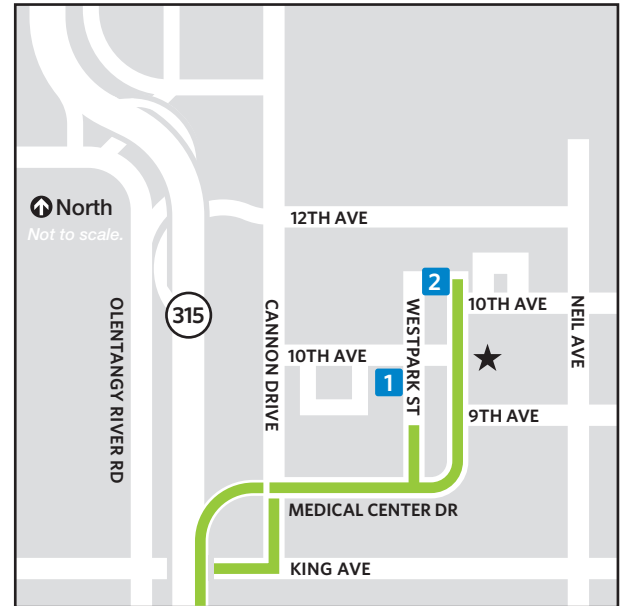 North
Not to scale.
12TH AVE
2
10TH AVE
315
OLENTANGY RIVER RD
CANNON DRIVE
WESTPARK ST
NEIL AVE
10TH AVE
1
9TH AVE
MEDICAL CENTER DR
KING AVE